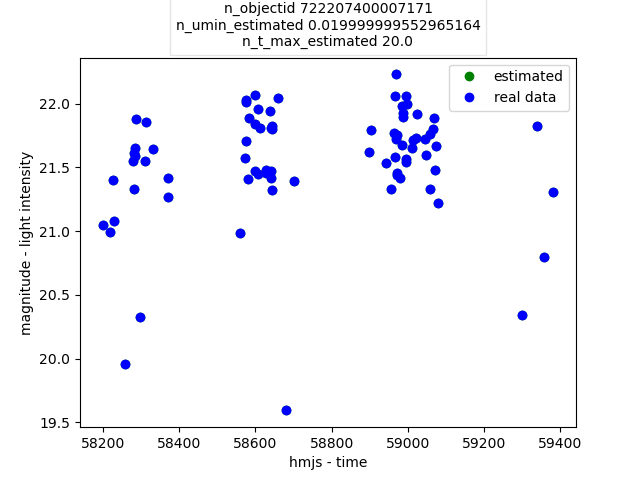 n_objectid 722207400007171
n_umin_estimated 0.019999999552965164
n_t_max_estimated 20.0
estimated
real data
magnitude - light intensity
22.0
21.5
21.0
20.5
20.0
19.5
58200 58400 58600 58800 59000 59200 59400
hmjs - time